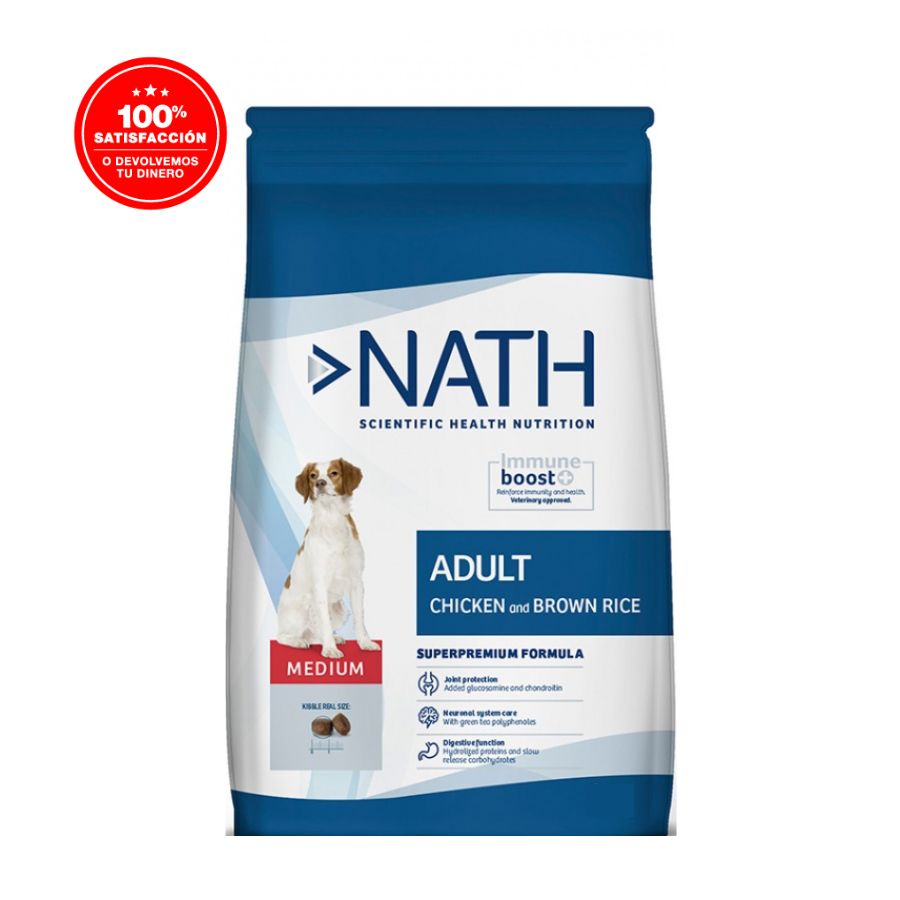 100%
SATISFACCIÓN
O DEVOLVEMOS
TU DINERO
NATH
SCIENTIFIC HEALTH NUTRITION
Immune
boost+
Reinforce immunity and health.
Veterinary approved.
ADULT
CHICKEN and BROWN RICE
SUPERPREMIUM FORMULA
MEDIUM
KIBBLE REAL SIZE:
Joint protection
Added glucosamine and chondroitin
Neuronal system care
With green tea polyphenoles
Digestive function
Hydrolized proteins and slow
release carbohydrates